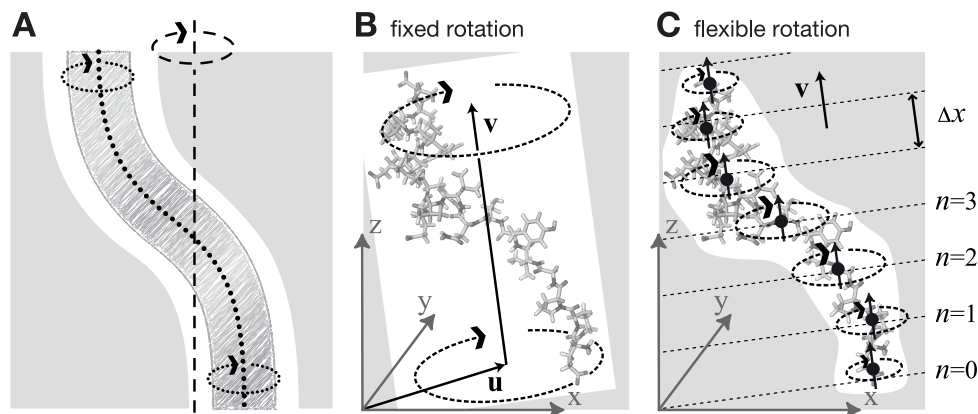 A
B fixed rotation
C flexible rotation
v
v
Δx
z
z
n=3
y
y
n=2
n=1
u
x
x
n=0